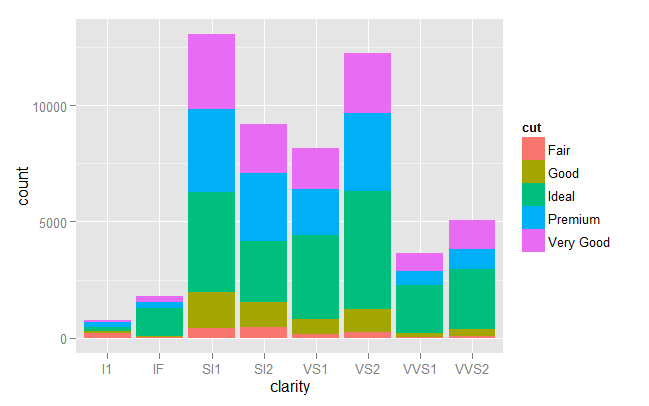 10000
5000
0
count
I1 IF SI1 SI2 VS1 VS2 VVS1 VVS2
clarity
cut
Fair
Good
Ideal
Premium
Very Good